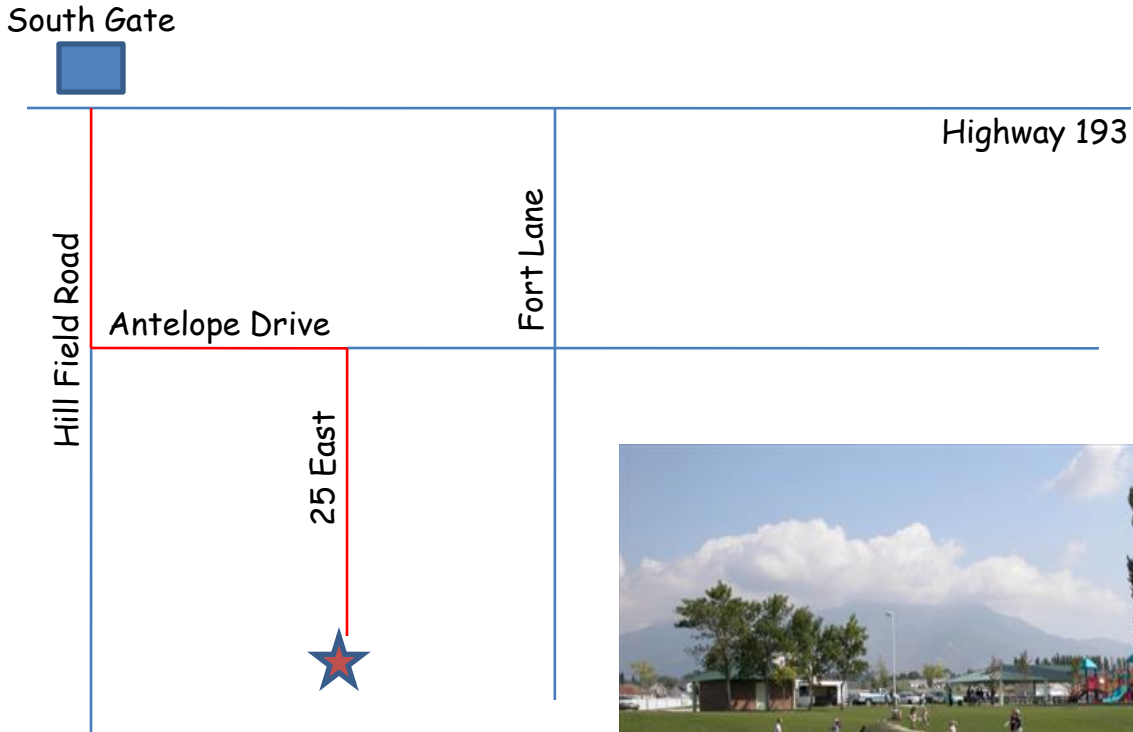 South Gate
Highway 193
Hill Field Road
Fort Lane
Antelope Drive
25 East